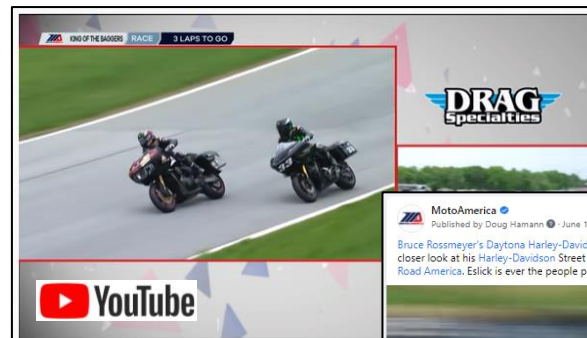 KING OF THE BAGGERS RACE 3 LAPS TO GO
DRAG
Specialties
MotoAmerica
Published by Doug Hamann · June 1
Bruce Rossmeyer's Daytona Harley-David
closer look at his Harley-Davidson Street
Road America. Eslick is ever the people p
YouTube